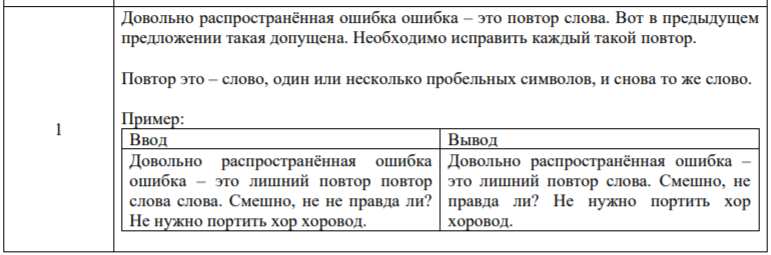 Довольно распространённая ошибка ошибка – это повтор слова. Вот в предыдущем
предложении такая допущена. Необходимо исправить каждый такой повтор.
Повтор это – слово, один или несколько пробельных символов, и снова то же слово.
1
Пример:
Ввод
Вывод
Довольно распространённая ошибка
ошибка – это лишний повтор повтор
слова слова. Смешно, не не правда ли?
Не нужно портить хор хоровод.
Довольно распространённая ошибка –
это лишний повтор слова. Смешно, не
правда ли? Не нужно портить хор
хоровод.